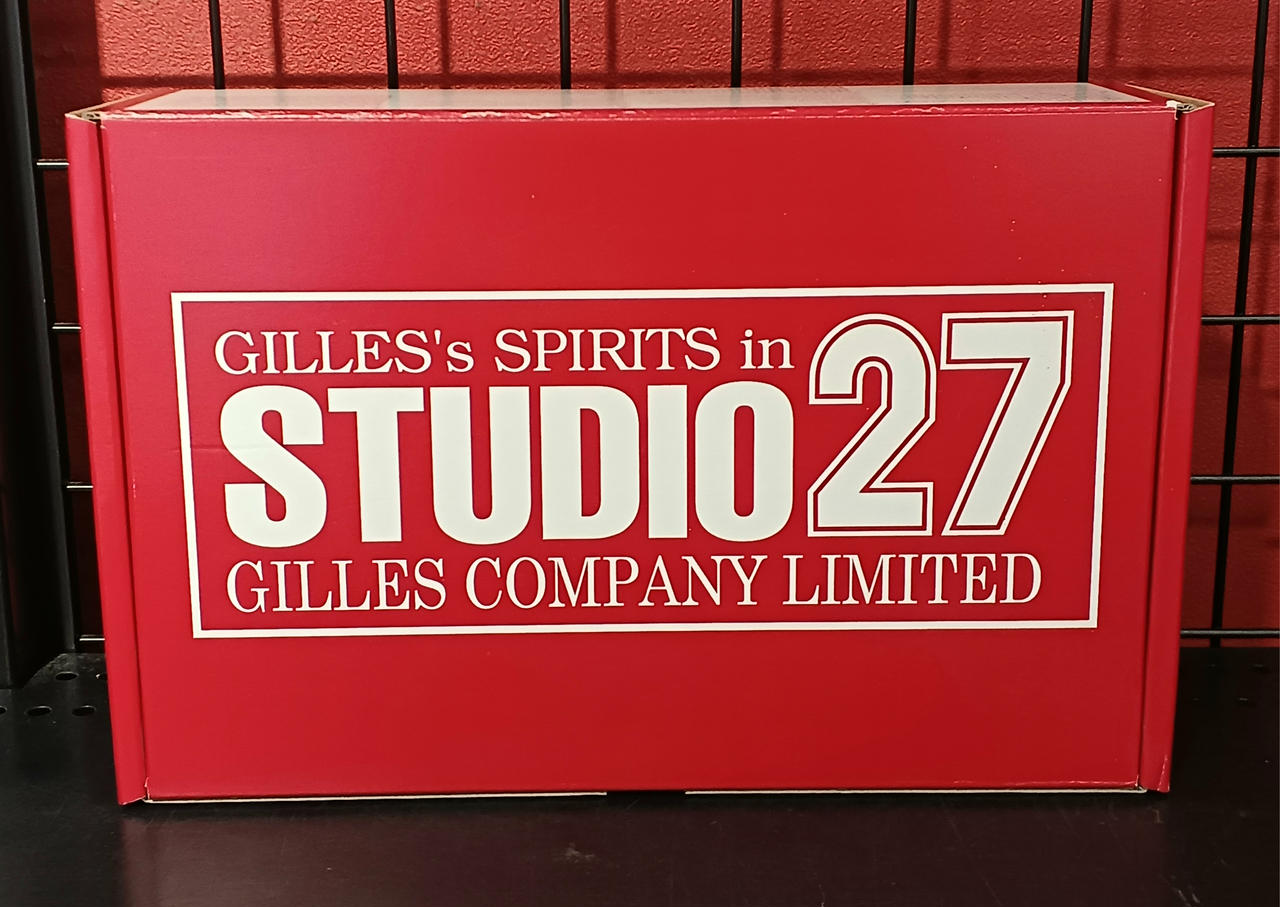 GILLES's SPIRITS in
STUDIO27
GILLES COMPANY LIMITED